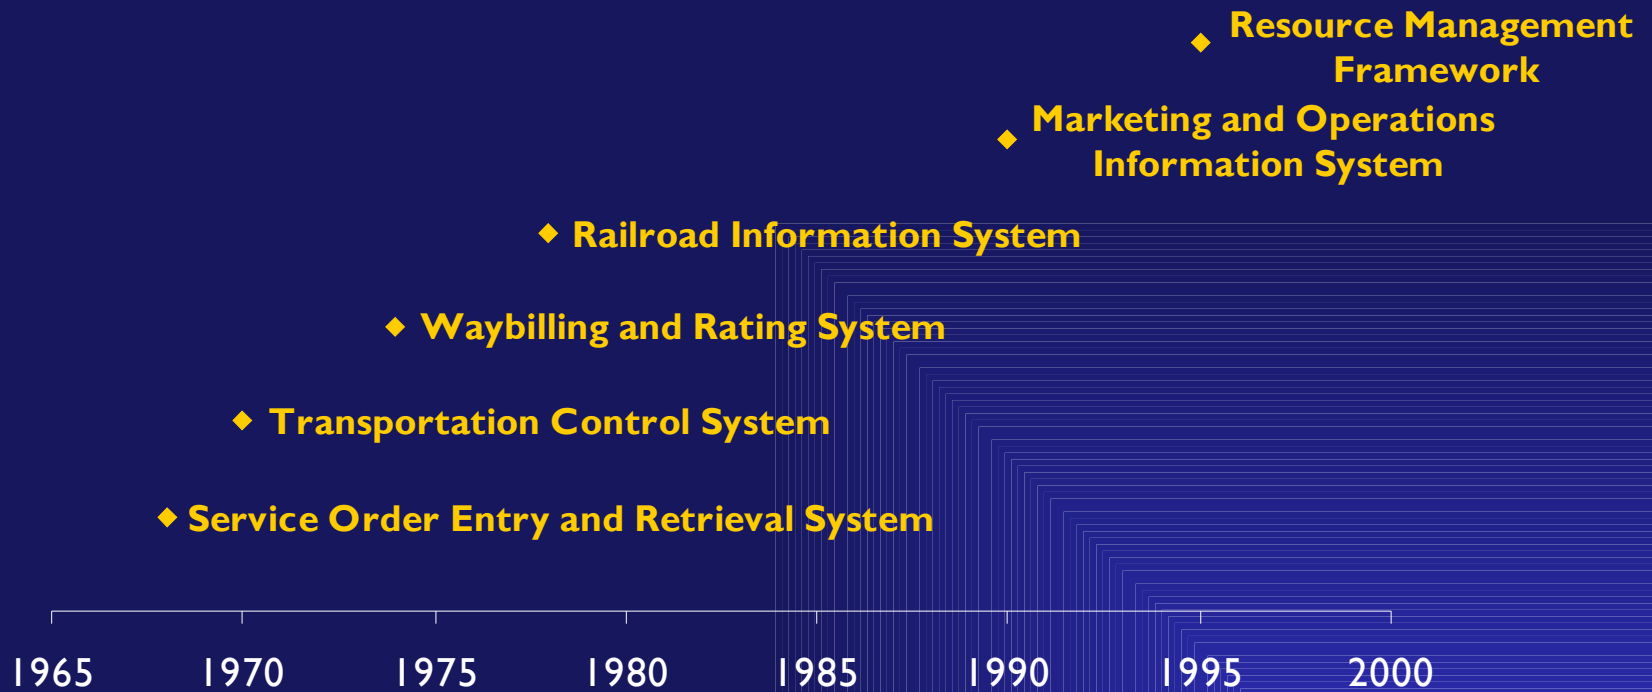 Resource Management
Framework
Marketing and Operations
Information System
Railroad Information System
Waybilling and Rating System
Transportation Control System
Service Order Entry and Retrieval System
1965 1970 1975 1980 1985 1990 1995 2000